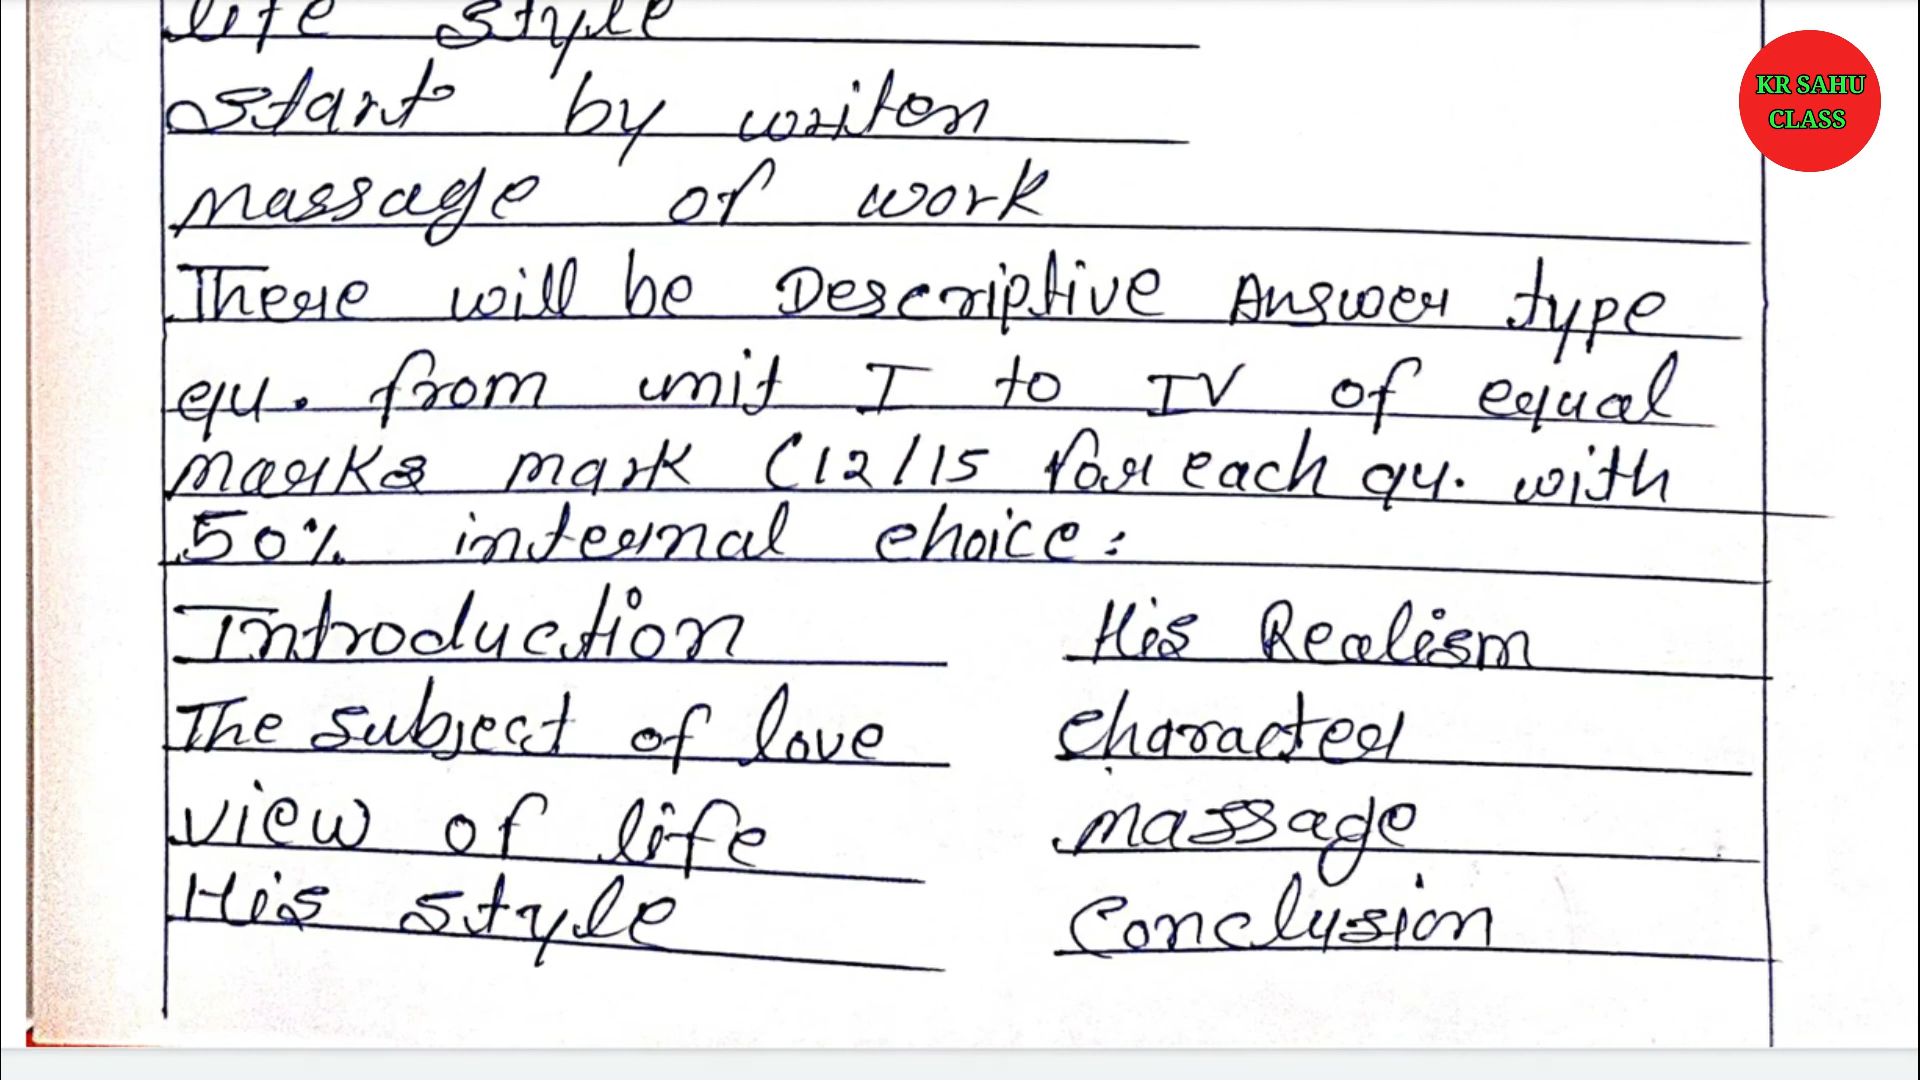 life style
start by writen
massage of work
There will be Descriptive Answer type
qu. from unit I to IV of equal
marks mark (12/15 for each qu. with
50% internal choice:
Introduction
The subject of love
view of life
His style
His Realism
character
massage
Conclusion
KR SAHU
CLASS